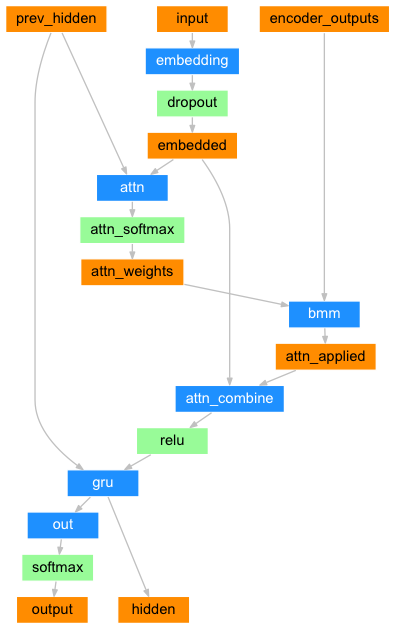 prev_hidden
input
encoder_outputs
embedding
dropout
embedded
attn
attn_softmax
attn_weights
bmm
attn_applied
attn_combine
relu
gru
out
softmax
output
hidden